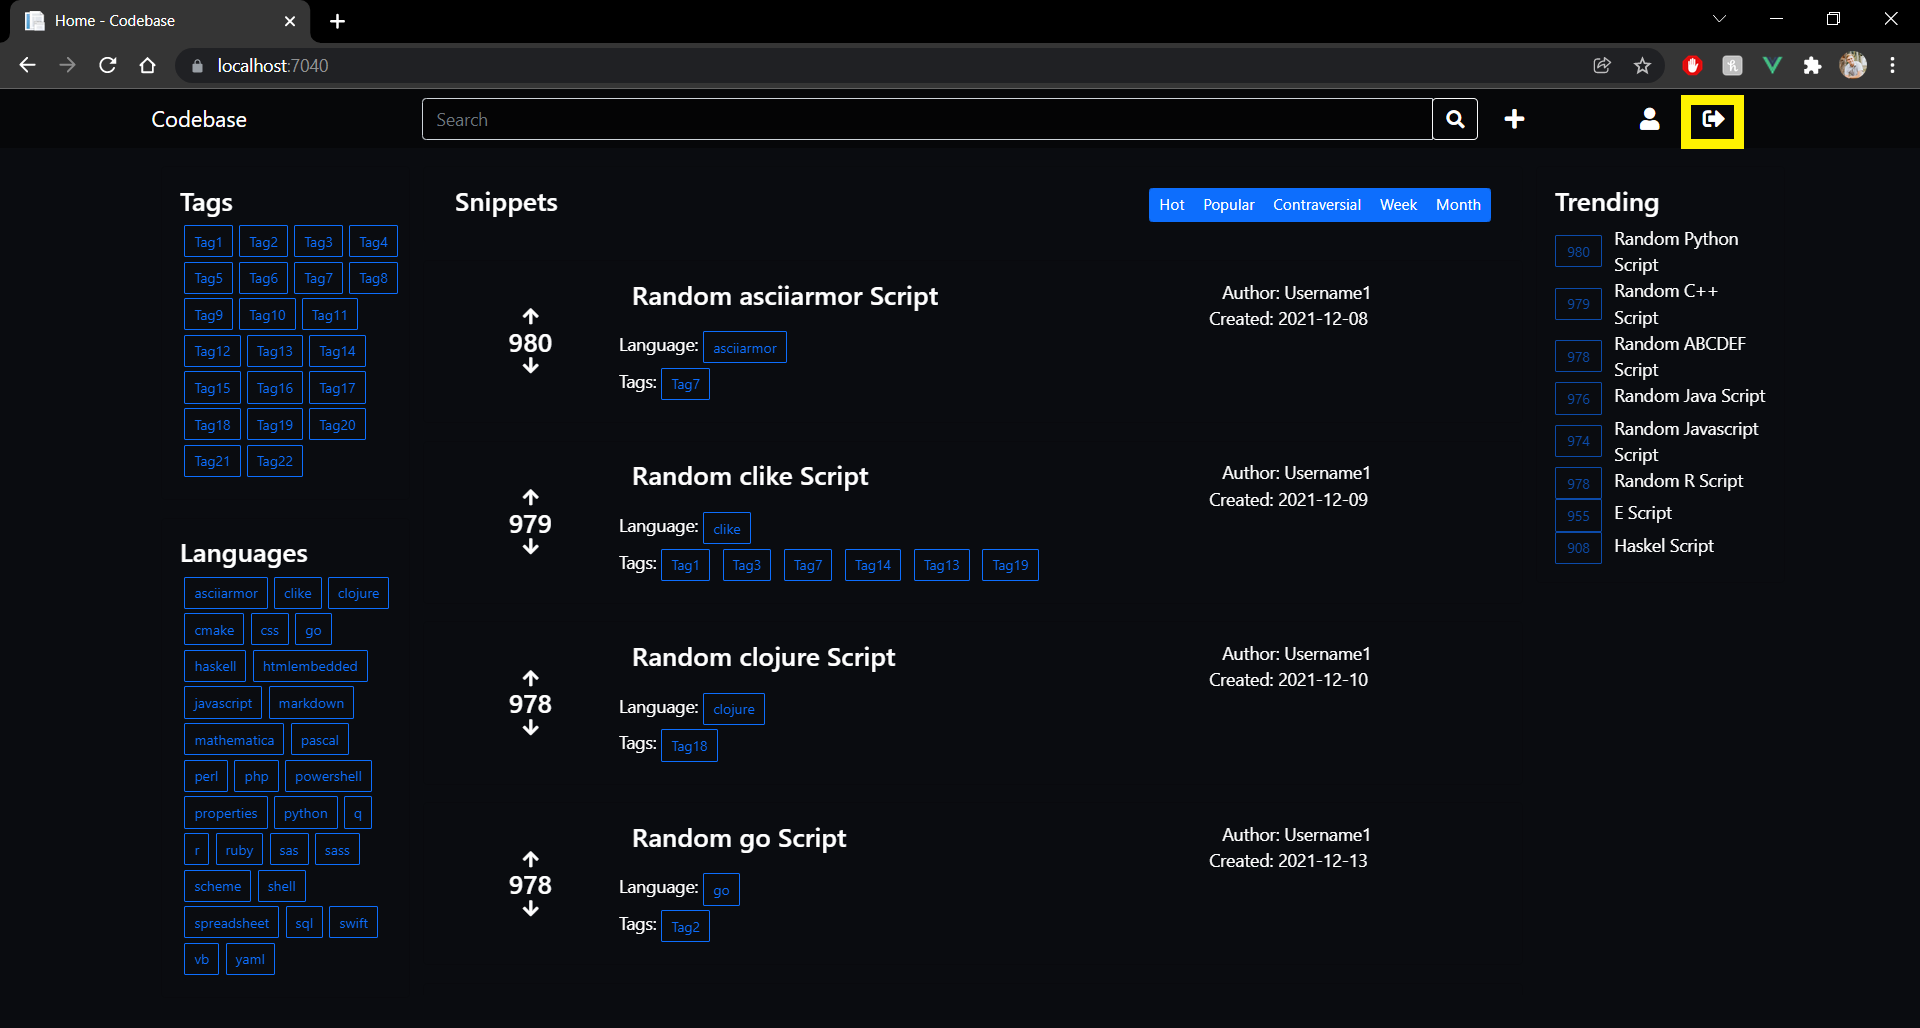 Home - Codebase
localhost:7040
Codebase
Search
Tags
Tag1 Tag2 Tag3 Tag4
Tag5 Tag6 Tag7 Tag8
Tag9 Tag10 Tag11
Tag12 Tag13 Tag14
Tag15 Tag16 Tag17
Tag18 Tag19 Tag20
Tag21 Tag22
Languages
asciiarmor clike clojure
cmake css go
haskell htmlembedded
javascript markdown
mathematica pascal
perl php powershell
properties python q
r ruby sas sass
scheme shell
spreadsheet sql swift
vb yaml
Snippets
Hot Popular Contraversial Week Month
980
Random asciiarmor Script
Language: asciiarmor
Tags: Tag7
Author: Username1
Created: 2021-12-08
979
Random clike Script
Language: clike
Tags: Tag1 Tag3 Tag7 Tag14 Tag13 Tag19
Author: Username1
Created: 2021-12-09
978
Random clojure Script
Language: clojure
Tags: Tag18
Author: Username1
Created: 2021-12-10
978
Random go Script
Language: go
Tags: Tag2
Author: Username1
Created: 2021-12-13
Trending
980 Random Python
Script
979 Random C++
Script
978 Random ABCDEF
Script
976 Random Java Script
974 Random Javascript
Script
978 Random R Script
955 E Script
908 Haskel Script